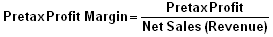 Pretax Profit Margin = Pretax Profit
Net Sales (Revenue)